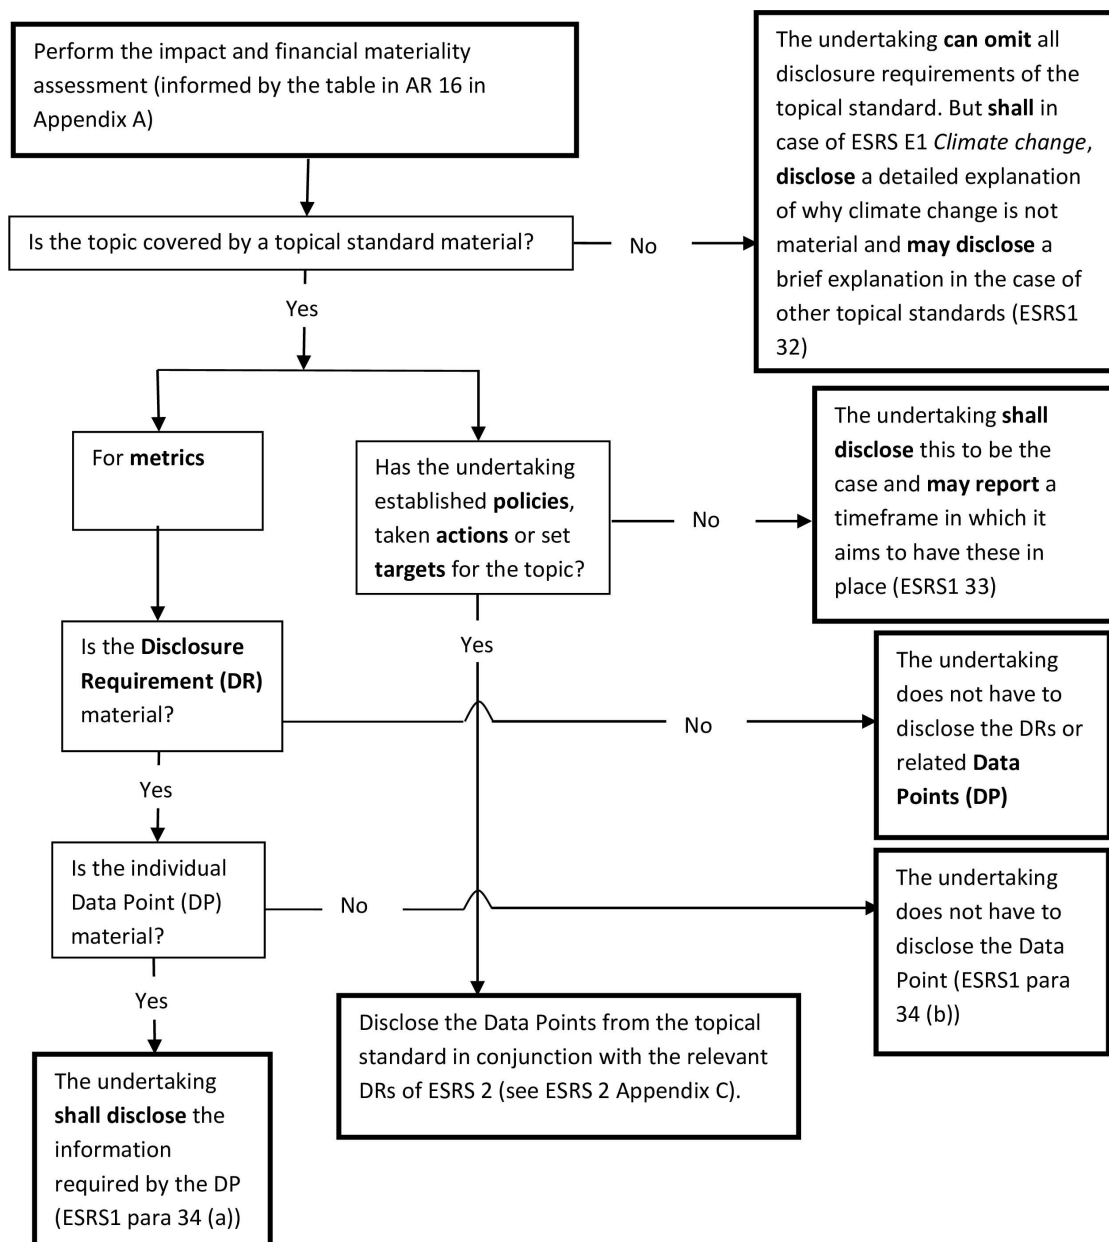 Perform the impact and financial materiality
assessment (informed by the table in AR 16 in
Appendix A)
The undertaking can omit all
disclosure requirements of the
topical standard. But shall in
case of ESRS E1 Climate change,
disclose a detailed explanation
of why climate change is not
material and may disclose a
brief explanation in the case of
other topical standards (ESRS1
32)
Is the topic covered by a topical standard material?
No
Yes
For metrics
Has the undertaking
established policies,
taken actions or set
targets for the topic?
No
The undertaking shall
disclose this to be the
case and may report a
timeframe in which it
aims to have these in
place (ESRS1 33)
Yes
Is the Disclosure
Requirement (DR)
material?
No
The undertaking
does not have to
disclose the DRs or
related Data
Points (DP)
Yes
Is the individual
Data Point (DP)
material?
No
The undertaking
does not have to
disclose the Data
Point (ESRS1 para
34 (b))
Yes
Disclose the Data Points from the topical
standard in conjunction with the relevant
DRs of ESRS 2 (see ESRS 2 Appendix C).
The undertaking
shall disclose the
information
required by the DP
(ESRS1 para 34 (a))